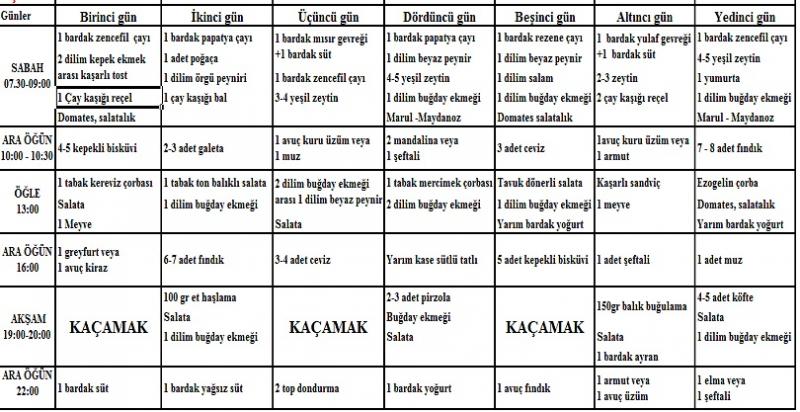 Günler
Birinci gün
İkinci gün
Üçüncü gün
Dördüncü gün
Beşinci gün
Altıncı gün
Yedinci gün
SABAH
07.30-09:00
1 bardak zencefil çayı
2 dilim kepek ekmek
arası kaşarlı tost
1 Çay kaşığı reçel
Domates, salatalık
1 bardak papatya çayı
1 adet poğaça
1 dilim örgü peyniri
1 çay kaşığı bal
1 bardak mısır gevreği
+1 bardak süt
1 bardak zencefil çayı
3-4 yeşil zeytin
1 bardak papatya çayı
1 dilim beyaz peynir
4-5 yeşil zeytin
1 dilim buğday ekmeği
Marul -Maydanoz
1 bardak rezene çayı
1 dilim beyaz peynir
1 dilim salam
1 dilim buğday ekmeği
Domates salatalık
1 bardak yulaf gevreği
+1 bardak süt
2-3 zeytin
2 çay kaşığı reçel
1 bardak zencefil çayı
4-5 yeşil zeytin
1 yumurta
1 dilim buğday ekmeği
Marul - Maydanoz
ARA ÖĞÜN
10:00 - 10:30
4-5 kepekli bisküvi
2-3 adet galeta
1 avuç kuru üzüm veya
1 muz
2 mandalina veya
1 şeftali
3 adet ceviz
1avuç kuru üzüm veya
1 armut
7 - 8 adet fındık
ÖĞLE
13:00
1 tabak kereviz çorbası
Salata
1 Meyve
1 tabak ton balıklı salata
1 dilim buğday ekmeği
2 dilim buğday ekmeği
arası 1 dilim beyaz peynir
Salata
1 tabak mercimek çorbası
2 dilim buğday ekmeği
Tavuk dönerli salata
1 dilim buğday ekmeği
Yarım bardak yoğurt
Kaşarlı sandviç
1 meyve
Ezogelin çorba
Domates, salatalık
Yarım bardak yoğurt
ARA ÖĞÜN
16:00
1 greyfurt veya
1 avuç kiraz
6-7 adet fındık
3-4 adet ceviz
Yarım kase sütlü tatlı
5 adet kepekli bisküvi
1 adet şeftali
1 adet muz
AKŞAM
19:00-20:00
KAÇAMAK
100 gr et haşlama
Salata
1 dilim buğday ekmeği
KAÇAMAK
2-3 adet pirzola
Buğday ekmeği
Salata
KAÇAMAK
150gr balık buğulama
Salata
1 bardak ayran
4-5 adet köfte
Salata
1 dilim buğday ekmeği
ARA ÖĞÜN
22:00
1 bardak süt
1 bardak yağsız süt
2 top dondurma
1 bardak yoğurt
1 avuç fındık
1 armut veya
1 avuç üzüm
1 elma veya
1 şeftali